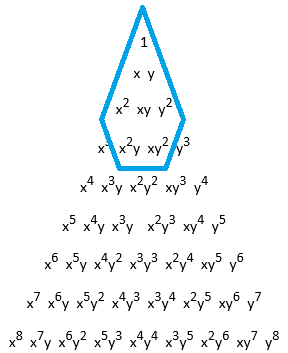 1
x y
x² xy y²
x³ x²y xy² y³
x⁴ x³y x²y² xy³ y⁴
x⁵ x⁴y x³y x²y³ xy⁴ y⁵
x⁶ x⁵y x⁴y² x³y³ x²y⁴ xy⁵ y⁶
x⁷ x⁶y x⁵y² x⁴y³ x³y⁴ x²y⁵ xy⁶ y⁷
x⁸ x⁷y x⁶y² x⁵y³ x⁴y⁴ x³y⁵ x²y⁶ xy⁷ y⁸